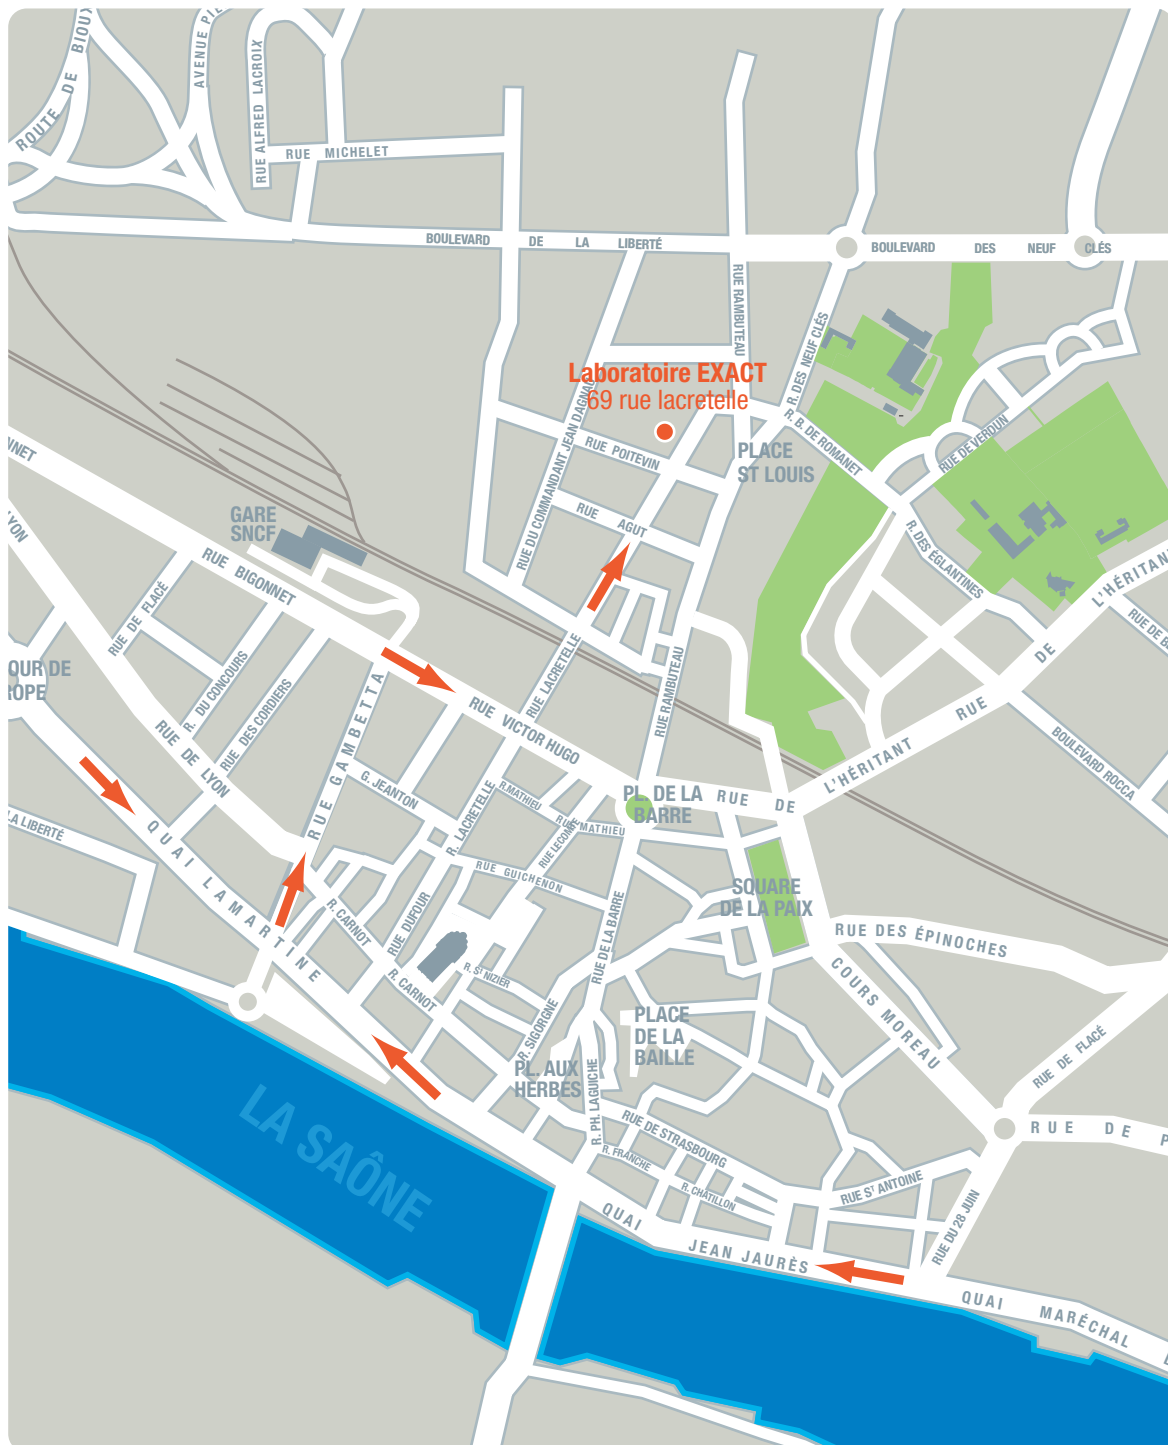 ROUTE DE BIOUX
AVENUE PIE
RUE ALFRED LACROIX
RUE MICHELET
BOULEVARD DE LA LIBERTÉ
BOULEVARD DES NEUF CLÉS
RUE RAMBUTEAU
R. DES NEUF CLÉS
Laboratoire EXACT
69 rue lacretelle
R. B. DE ROMANET
PLACE
ST LOUIS
RUE DE VERDUN
RUE POITEVIN
RUE DU COMMANDANT JEAN DAGNAU
RUE AGUT
NNET
LYON
GARE
SNCF
RUE BIGONNET
R. DES ÉGLANTINES
L'HÉRITANT
RUE DE B
RUE DE FLACÉ
R. DU CONCOURS
RUE DES CORDIERS
OUR DE
ROPE
RUE DE LYON
RUE GAMBETTA
RUE LACRETELLE
RUE VICTOR HUGO
RUE RAMBUTEAU
RUE DE
BOULEVARD ROCCA
G. JEANTON
R. LACRETELLE
R. MATHIEU
RUE MATHIEU
RUE LECOMTE
PL. DE LA
BARRE
RUE DE L'HÉRITANT
LA LIBERTÉ
QUAI LAMARTINE
RUE GUICHENON
R. CARNOT
RUE DUFOUR
R. CARNOT
R. ST NIZIER
RUE DE LA BARRE
SQUARE
DE LA PAIX
RUE DES ÉPINOCHES
COURS MOREAU
R. SIGORGNE
PLACE
DE LA
BAILLE
PL. AUX
HERBES
R. PH. LAGUICHE
RUE DE FLACÉ
RUE DE P
RUE DE STRASBOURG
R. FRANCHE
R. CHÂTILLON
RUE ST ANTOINE
RUE DU 28 JUIN
LA SAÔNE
QUAI
JEAN JAURÈS
QUAI MARÉCHAL L